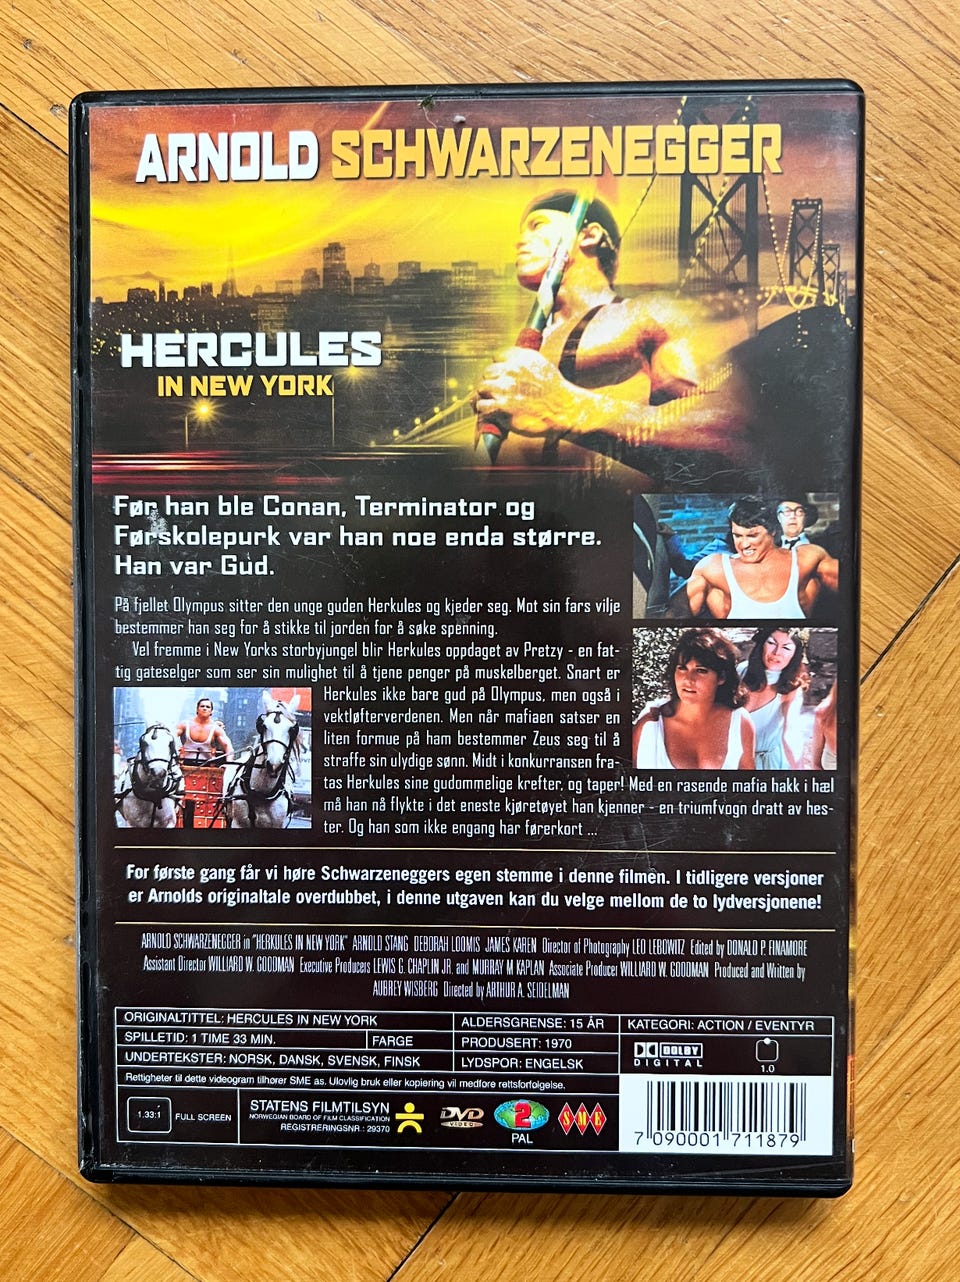 ARNOLD SCHWARZENEGGER
HERCULES
IN NEW YORK
Før han ble Conan, Terminator og
Førskolepurk var han noe enda større.
Han var Gud.
På fjellet Olympus sitter den unge guden Herkules og kjeder seg. Mot sin fars vilje
bestemmer han seg for å stikke til jorden for å søke spenning.
Vel fremme i New Yorks storbyjungel blir Herkules oppdaget av Pretzy - en fat-
tig gateselger som ser sin mulighet til å tjene penger på muskelberget. Snart er
Herkules ikke bare gud på Olympus, men også i
vektløfterverdenen. Men når mafiaen satser en
liten formue på ham bestemmer Zeus seg til å
straffe sin ulydige sønn. Midt i konkurransen fra-
tas Herkules sine gudommelige krefter, og taper! Med en rasende mafia hakk i hæl
må han nå flykte i det eneste kjøretøyet han kjenner - en triumfvogn dratt av hes-
ter. Og han som ikke engang har førerkort ...
For første gang får vi høre Schwarzeneggers egen stemme i denne filmen. I tidligere versjoner
er Arnolds originaltale overdubbet, i denne utgaven kan du velge mellom de to lydversjonene!
ARNOLD SCHWARZENEGGER in "HERKULES IN NEW YORK" ARNOLD STANG DEBORAH LOOMIS JAMES KAREN Director of Photography LEO LEBOWITZ Edited by DONALD P. FINAMORE
Assistant Director WILLIARD W. GOODMAN Executive Producers LEWIS G. CHAPLIN JR. and MURRAY M KAPLAN Associate Producer WILLIARD W. GOODMAN Produced and Written by
AUBREY WISBERG Directed by ARTHUR A. SEIDELMAN
ORIGINALTITTEL: HERCULES IN NEW YORK
ALDERSGRENSE: 15 ÅR
KATEGORI: ACTION / EVENTYR
SPILLETID: 1 TIME 33 MIN.
FARGE
PRODUSERT: 1970
UNDERTEKSTER: NORSK, DANSK, SVENSK, FINSK
LYDSPOR: ENGELSK
DOLBY
DIGITAL
1.0
Rettigheter til dette videogram tilhører SME as. Ulovlig bruk eller kopiering vil medføre rettsforfølgelse.
1.33:1
FULL SCREEN
STATENS FILMTILSYN
NORWEGIAN BOARD OF FILM CLASSIFICATION
REGISTRERINGSNR.: 29370
DVD
VIDEO
2
PAL
SME
7 090001 711879